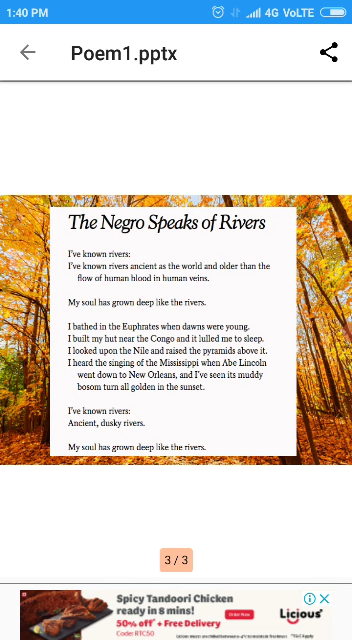 1:40 PM
4G VoLTE
Poem1.pptx
The Negro Speaks of Rivers
I've known rivers:
I've known rivers ancient as the world and older than the
flow of human blood in human veins.
My soul has grown deep like the rivers.
I bathed in the Euphrates when dawns were young.
I built my hut near the Congo and it lulled me to sleep.
I looked upon the Nile and raised the pyramids above it.
I heard the singing of the Mississippi when Abe Lincoln
went down to New Orleans, and I've seen its muddy
bosom turn all golden in the sunset.
I've known rivers:
Ancient, dusky rivers.
My soul has grown deep like the rivers.
3 / 3
Spicy Tandoori Chicken
ready in 8 mins!
50% off* + Free Delivery
Code: RTC50
Order Now
Licious
*T&C Apply